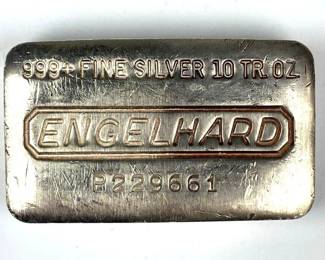 999+ FINE SILVER 10 TR. OZ
ENGELHARD
P229661